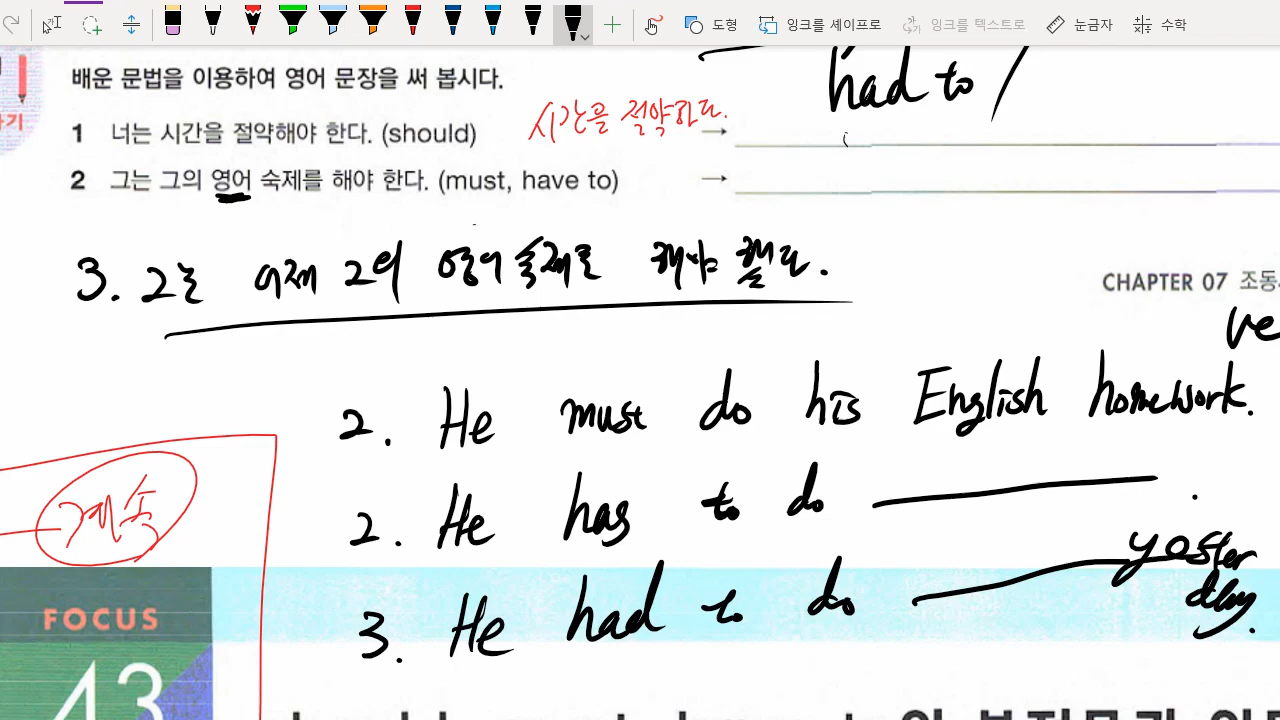 도형 잉크를 셰이프로 잉크를 텍스트로 눈금자 수학
배운 문법을 이용하여 영어 문장을 써 봅시다.
had to /
1 너는 시간을 절약해야 한다. (should) 시간을 절약하다. →
2 그는 그의 영어 숙제를 해야 한다. (must, have to) →
3. 그는 어제 그의 영어숙제를 해야 했다.
CHAPTER 07 조동
ve
2. He must do his English homework.
2. He has to do .
계속
3. He had to do yester
day.
FOCUS
43